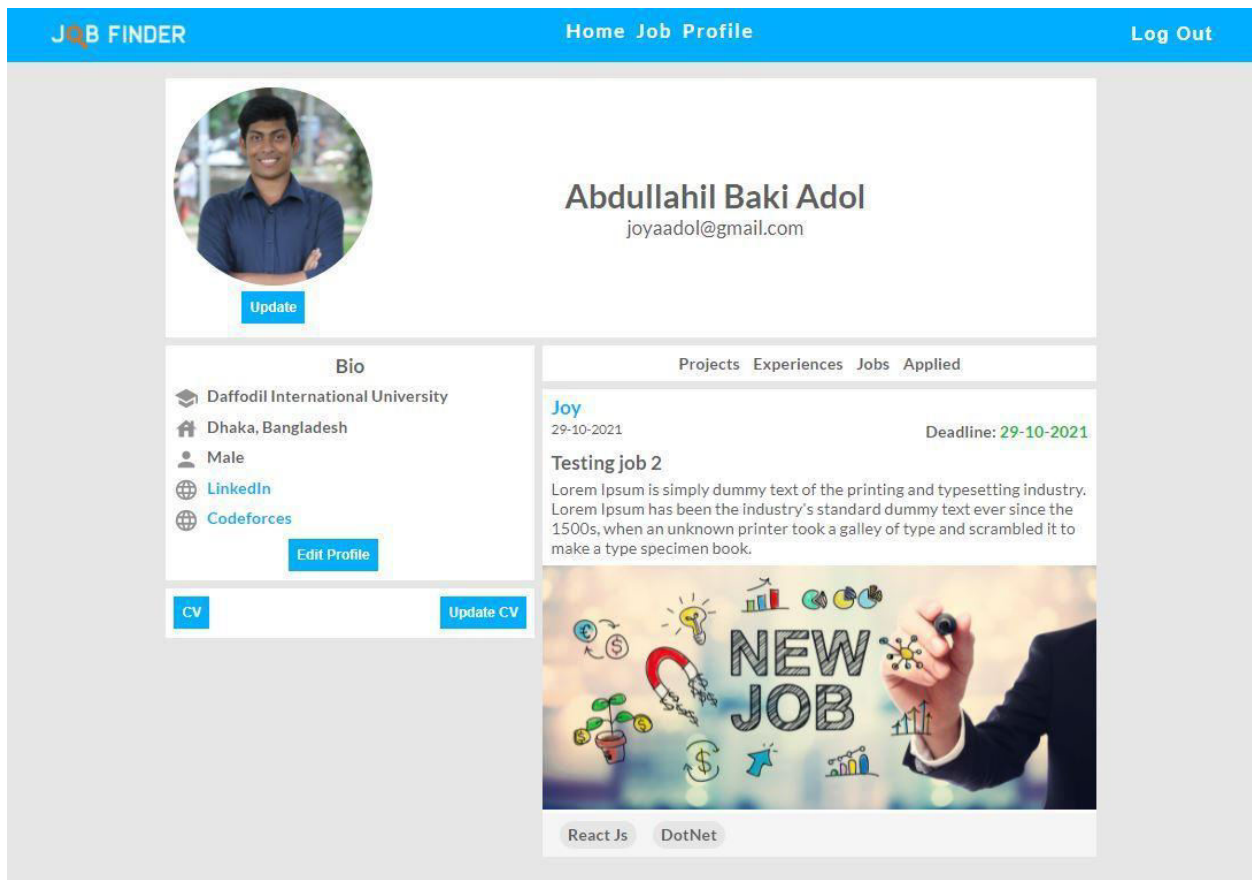 JOB FINDER
Home Job Profile
Log Out
Abdullahil Baki Adol
joyaadol@gmail.com
Update
Bio
Daffodil International University
Dhaka, Bangladesh
Male
LinkedIn
Codeforces
Edit Profile
CV
Update CV
Projects Experiences Jobs Applied
Joy
29-10-2021
Deadline: 29-10-2021
Testing job 2
Lorem Ipsum is simply dummy text of the printing and typesetting industry.
Lorem Ipsum has been the industry's standard dummy text ever since the
1500s, when an unknown printer took a galley of type and scrambled it to
make a type specimen book.
NEW
JOB
React Js
DotNet